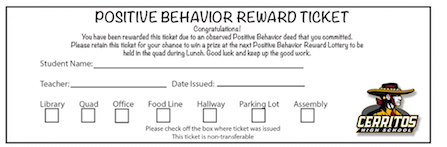 POSITIVE BEHAVIOR REWARD TICKET
Congratulations!
You have been rewarded this ticket due to an observed Positive Behavior deed that you committed.
Please retain this ticket for your chance to win a prize at the next Positive Behavior Reward Lottery to be
held in the quad during Lunch. Good luck and keep up the good work.
Student Name:
Teacher: Date Issued:
Library Quad Office Food Line Hallway Parking Lot Assembly
Please check off the box where ticket was issued
This ticket is non-transferable
CERRITOS
HIGH SCHOOL